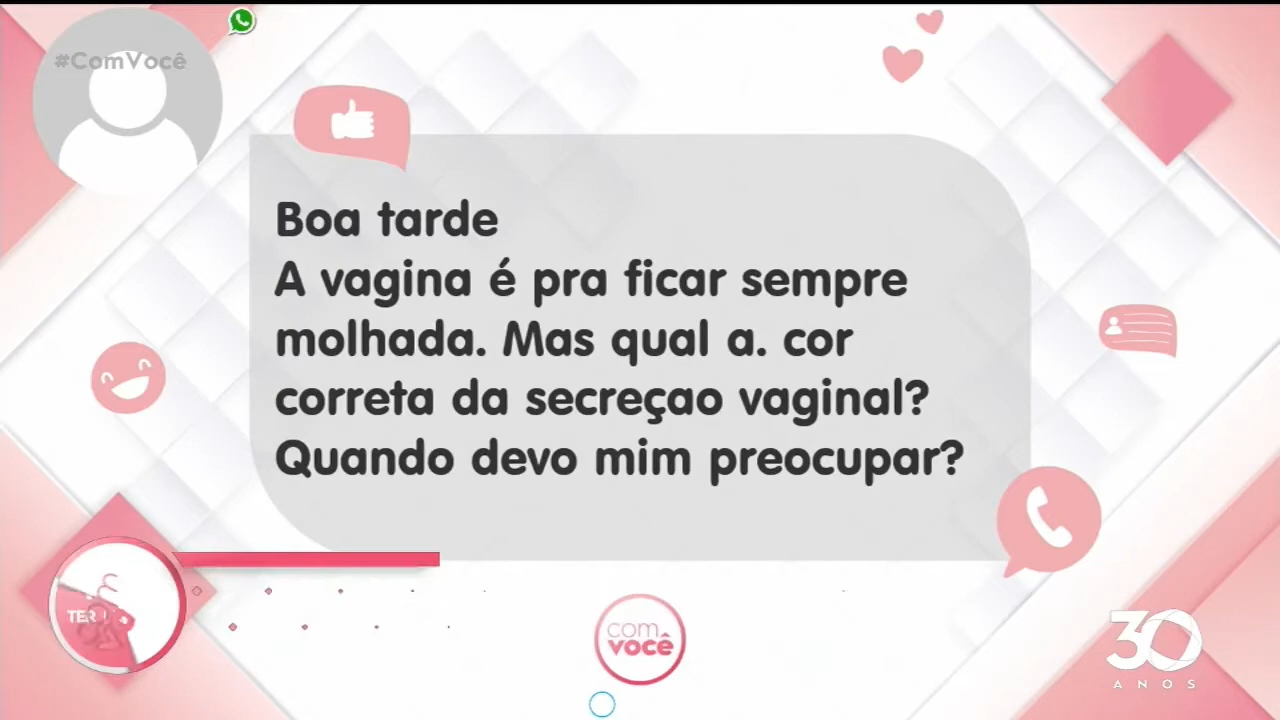 #ComVocê
Boa tarde
A vagina é pra ficar sempre
molhada. Mas qual a. cor
correta da secreçao vaginal?
Quando devo mim preocupar?
TER
com
você
30
ANOS